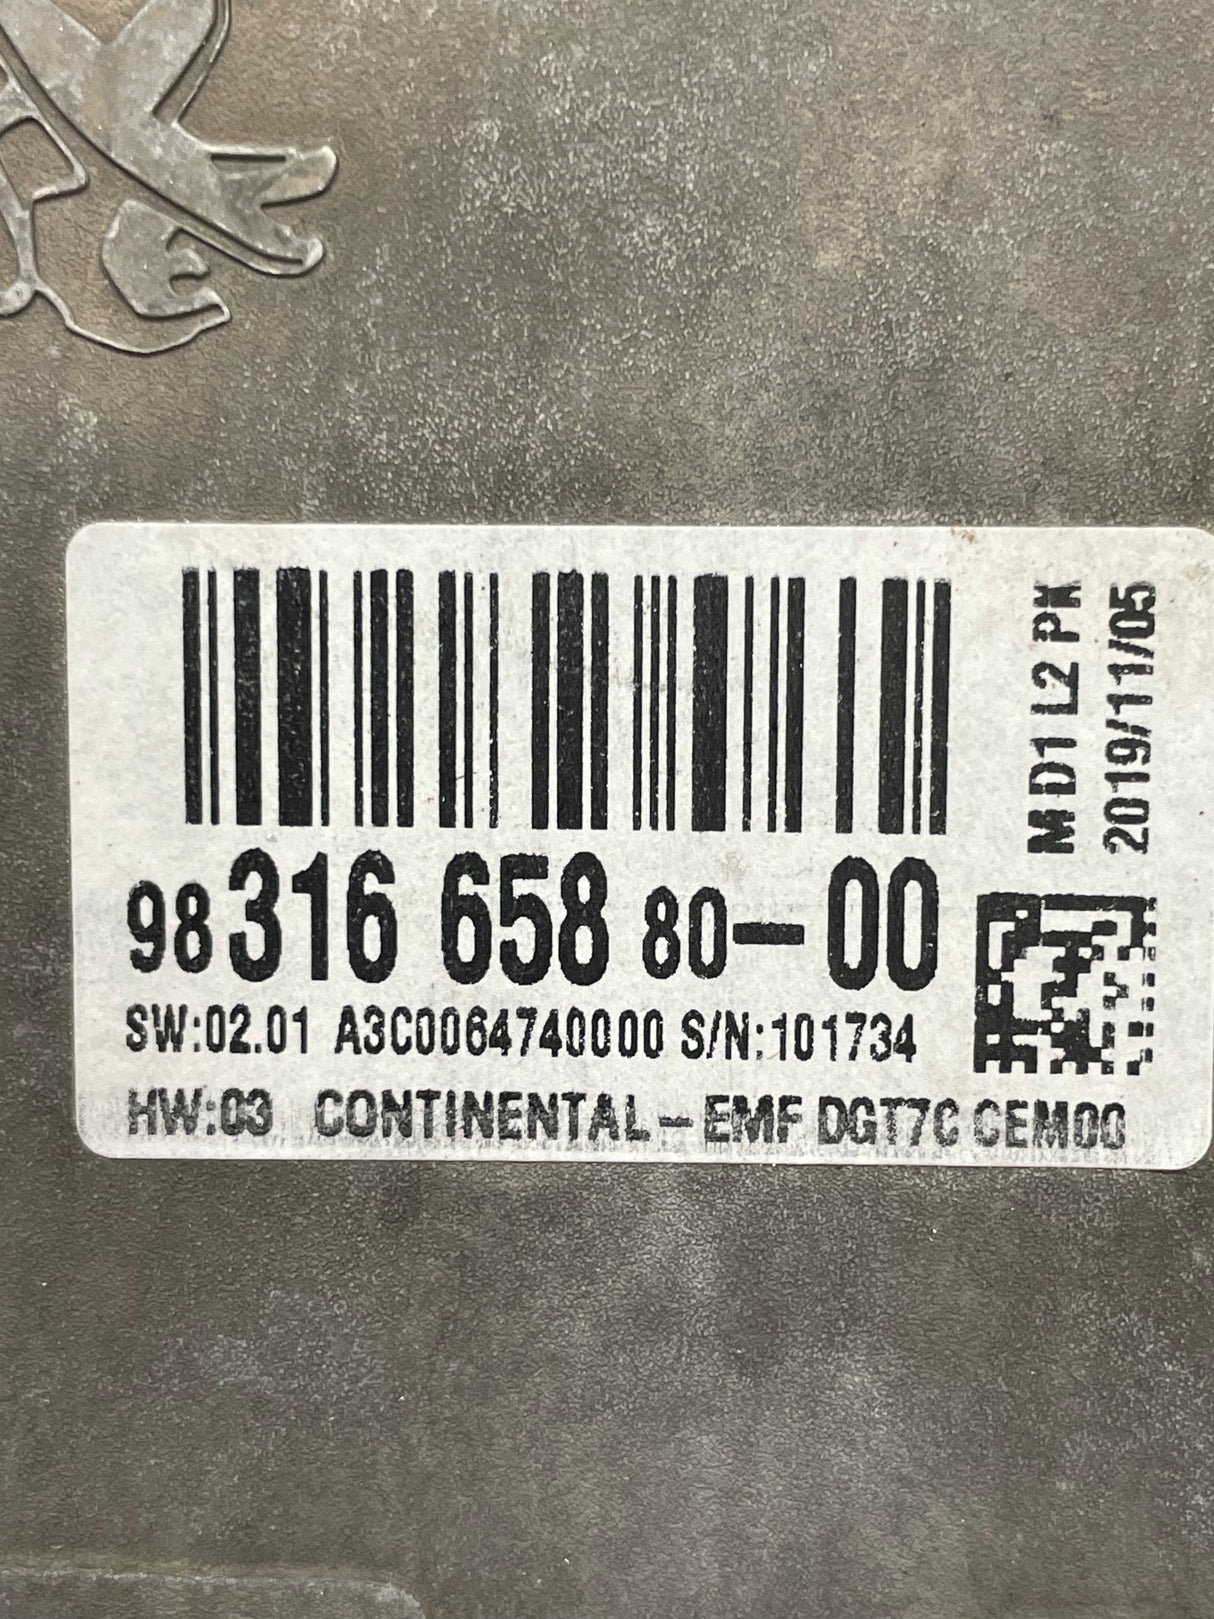 98 316 658 80-00
SW:02.01 A3C0064740000 S/N:101734
HW:03 CONTINENTAL-EMF DGT7C CEM00
MD1 L2 PK
2019/11/05